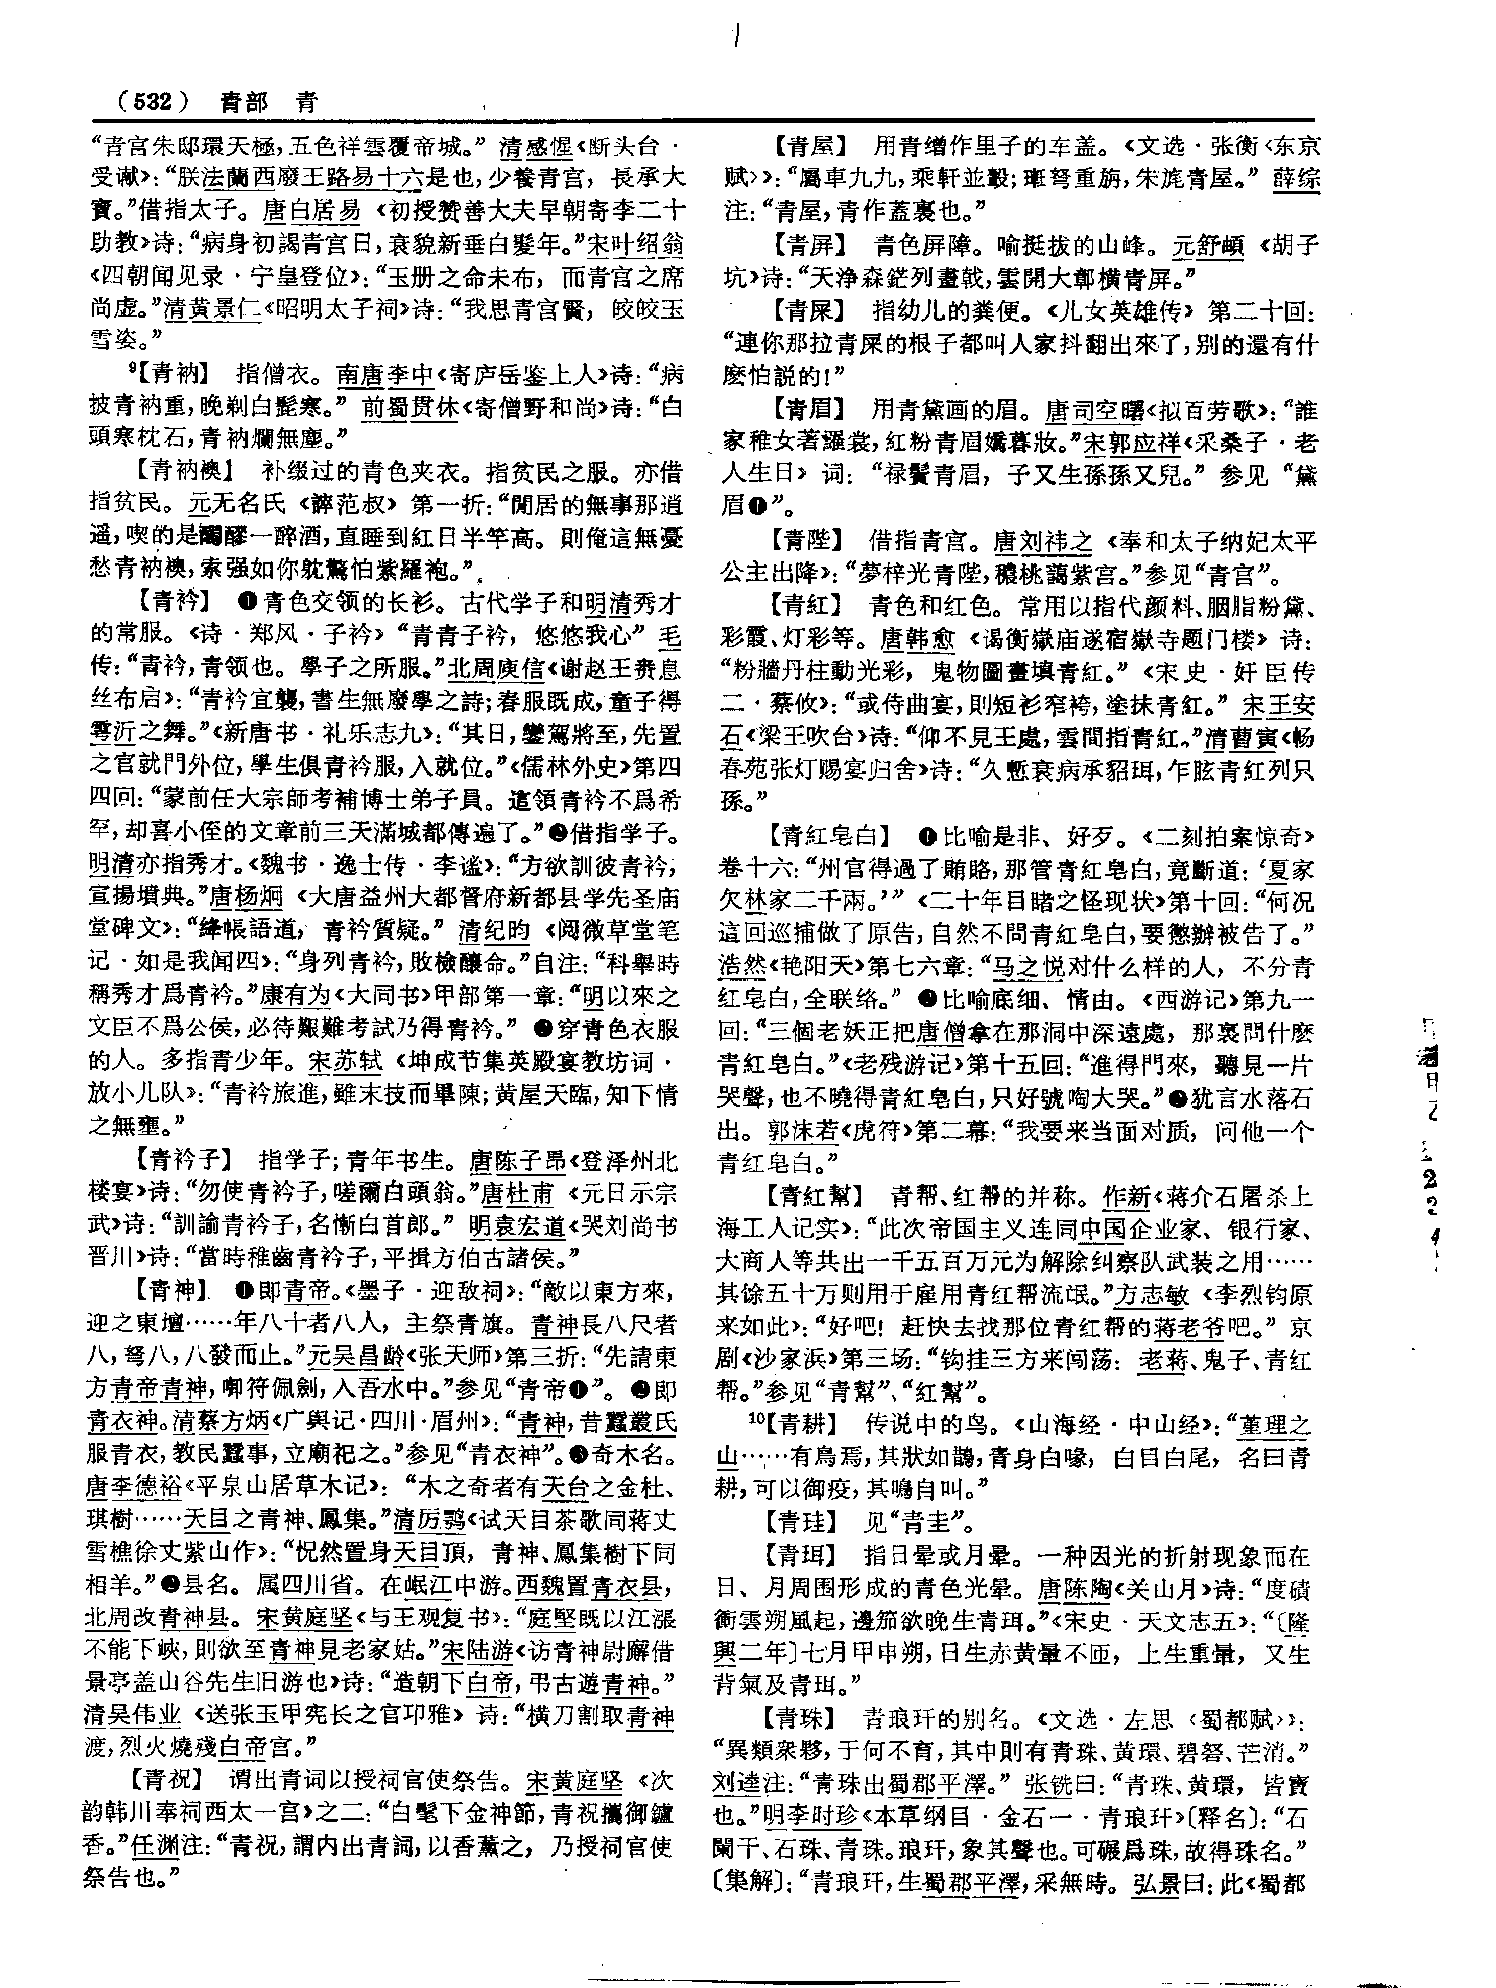 (532) 青部 青
“青宫朱邸環天極,五色祥雲覆帝城。” 清感惺《断头台·
受谳》:“朕法蘭西廢王路易十六是也,少養青宫,長承大
寶。”借指太子。唐白居易《初授赞善大夫早朝寄李二十
助教》诗:“病身初謁青宫日,衰貌新垂白髮年。”宋叶绍翁
《四朝闻见录·宁皇登位》:“玉册之命未布,而青宫之席
尚虚。”清黄景仁《昭明太子祠》诗:“我思青宫賢,皎皎玉
雪姿。”
9【青衲】 指僧衣。南唐李中《寄庐岳鉴上人》诗:“病
披青衲重,晚剃白髭寒。” 前蜀贯休《寄僧野和尚》诗:“白
頭寒枕石,青衲爛無塵。”
【青衲襖】 补缀过的青色夹衣。指贫民之服。亦借
指贫民。元无名氏《谇范叔》第一折:“閒居的無事那逍
遥,喫的是醄醄一醉酒,直睡到紅日半竿高。則俺這無憂
愁青衲襖,索强如你躭驚怕紫羅袍。”
【青衿】 ❶青色交领的长衫。古代学子和明清秀才
的常服。《诗·郑风·子衿》“青青子衿,悠悠我心”毛
传:“青衿,青领也。學子之所服。”北周庾信《谢赵王赉息
丝布启》:“青衿宜襲,書生無廢學之詩;春服既成,童子得
雩沂之舞。”《新唐书·礼乐志九》:“其日,鑾駕將至,先置
之官就門外位,學生俱青衿服,入就位。”《儒林外史》第四
四回:“蒙前任大宗師考補博士弟子員。這領青衿不爲希
罕,却喜小侄的文章前三天滿城都傳遍了。”❷借指学子。
明清亦指秀才。《魏书·逸士传·李谧》:“方欲訓彼青衿,
宣揚墳典。”唐杨炯《大唐益州大都督府新都县学先圣庙
堂碑文》:“絳帳語道,青衿質疑。” 清纪昀《阅微草堂笔
记·如是我闻四》:“身列青衿,敗檢釀命。”自注:“科舉時
稱秀才爲青衿。”康有为《大同书》甲部第一章:“明以來之
文臣不爲公侯,必待艱難考試乃得青衿。” ❸穿青色衣服
的人。多指青少年。宋苏轼《坤成节集英殿宴教坊词·
放小儿队》:“青衿旅進,雖末技而畢陳;黄屋天臨,知下情
之無壅。”
【青衿子】 指学子;青年书生。唐陈子昂《登泽州北
楼宴》诗:“勿使青衿子,嗟爾白頭翁。”唐杜甫《元日示宗
武》诗:“訓諭青衿子,名慚白首郎。” 明袁宏道《哭刘尚书
晋川》诗:“當時稚齒青衿子,平揖方伯古諸侯。”
【青神】 ❶即青帝。《墨子·迎敌祠》:“敵以東方來,
迎之東壇……年八十者八人,主祭青旗。青神長八尺者
八,弩八,八發而止。”元吴昌龄《张天师》第三折:“先請東
方青帝青神,啣符佩劍,入吾水中。”参见“青帝❶”。❷即
青衣神。清蔡方炳《广舆记·四川·眉州》:“青神,昔蠶叢氏
服青衣,教民蠶事,立廟祀之。”参见“青衣神”。❸奇木名。
唐李德裕《平泉山居草木记》:“木之奇者有天台之金松、
琪樹……天目之青神、鳳集。”清厉鹗《试天目茶歌同蒋丈
雪樵徐丈紫山作》:“怳然置身天目頂,青神、鳳集樹下同
相羊。”❹县名。属四川省。在岷江中游。西魏置青衣县,
北周改青神县。宋黄庭坚《与王观复书》:“庭堅既以江漲
不能下峽,則欲至青神見老家姑。”宋陆游《访青神尉廨借
景亭盖山谷先生旧游也》诗:“造朝下白帝,弔古遊青神。”
清吴伟业《送张玉甲宪长之官邛雅》诗:“横刀割取青神
渡,烈火燒殘白帝宫。”
【青祝】 谓出青词以授祠官使祭告。宋黄庭坚《次
韵韩川奉祠西太一宫》之二:“白髦下金神節,青祝攜御鑪
香。”任渊注:“青祝,謂内出青詞,以香薰之,乃授祠官使
祭告也。”
【青屋】 用青缯作里子的车盖。《文选·张衡〈东京
赋〉》:“屬車九九,乘軒並轂;斑弩重旃,朱旄青屋。” 薛综
注:“青屋,青作蓋裏也。”
【青屏】 青色屏障。喻挺拔的山峰。元舒頔《胡子
坑》诗:“天浄森鋩列畫戟,雲開大鄣横青屏。”
【青屎】 指幼儿的粪便。《儿女英雄传》第二十回:
“連你那拉青屎的根子都叫人家抖翻出來了,别的還有什
麽怕説的!”
【青眉】 用青黛画的眉。唐司空曙《拟百芳歌》:“誰
家稚女著羅裳,紅粉青眉嬌暮妝。”宋郭应祥《采桑子·老
人生日》词:“禄鬢青眉,子又生孫孫又兒。” 参见“黛
眉❶”。
【青陛】 借指青宫。唐刘祎之《奉和太子纳妃太平
公主出降》:“夢梓光青陛,穠桃藹紫宫。”参见“青宫”。
【青紅】 青色和红色。常用以指代颜料、胭脂粉黛、
彩霞、灯彩等。唐韩愈《谒衡嶽庙遂宿嶽寺题门楼》诗:
“粉牆丹柱動光彩,鬼物圖畫填青紅。”《宋史·奸臣传
二·蔡攸》:“或侍曲宴,則短衫窄袴,塗抹青紅。” 宋王安
石《梁王吹台》诗:“仰不見王處,雲間指青紅。”清曹寅《畅
春苑张灯赐宴归舍》诗:“久慙衰病承貂珥,乍眩青紅列只
孫。”
【青紅皂白】 ❶比喻是非、好歹。《二刻拍案惊奇》
卷十六:“州官得過了賄賂,那管青紅皂白,竟斷道:‘夏家
欠林家二千兩。’”《二十年目睹之怪现状》第十回:“何况
這回巡捕做了原告,自然不問青紅皂白,要懲辦被告了。”
浩然《艳阳天》第七六章:“马之悦对什么样的人,不分青
红皂白,全联络。” ❷比喻底细、情由。《西游记》第九一
回:“三個老妖正把唐僧拿在那洞中深遠處,那裏問什麽
青紅皂白。”《老残游记》第十五回:“進得門來,聽見一片
哭聲,也不曉得青紅皂白,只好號啕大哭。”❸犹言水落石
出。郭沫若《虎符》第二幕:“我要来当面对质,问他一个
青红皂白。”
【青紅幫】 青帮、红帮的并称。作新《蒋介石屠杀上
海工人记实》:“此次帝国主义连同中国企业家、银行家、
大商人等共出一千五百万元为解除纠察队武装之用……
其馀五十万则用于雇用青红帮流氓。”方志敏《李烈钧原
来如此》:“好吧!赶快去找那位青红帮的蒋老爷吧。” 京
剧《沙家浜》第三场:“钩挂三方来闯荡:老蒋、鬼子、青红
帮。”参见“青幫”、“紅幫”。
10【青耕】 传说中的鸟。《山海经·中山经》:“堇理之
山……有鳥焉,其狀如鵲,青身白喙,白目白尾,名曰青
耕,可以御疫,其鳴自叫。”
【青珪】 见“青圭”。
【青珥】 指日晕或月晕。一种因光的折射现象而在
日、月周围形成的青色光晕。唐陈陶《关山月》诗:“度磧
衝雲朔風起,邊笳欲晚生青珥。”《宋史·天文志五》:“〔隆
興二年〕七月甲申朔,日生赤黄暈不匝,上生重暈,又生
背氣及青珥。”
【青珠】 青琅玕的别名。《文选·左思〈蜀都赋〉》:
“異類衆夥,于何不育,其中則有青珠、黄環、碧砮、芒消。”
刘逵注:“青珠出蜀郡平澤。” 张铣曰:“青珠、黄環,皆寶
也。”明李时珍《本草纲目·金石一·青琅玕》〔释名〕:“石
闌干、石珠、青珠。琅玕,象其聲也。可碾爲珠,故得珠名。”
〔集解〕:“青琅玕,生蜀郡平澤,采無時。弘景曰:此《蜀都